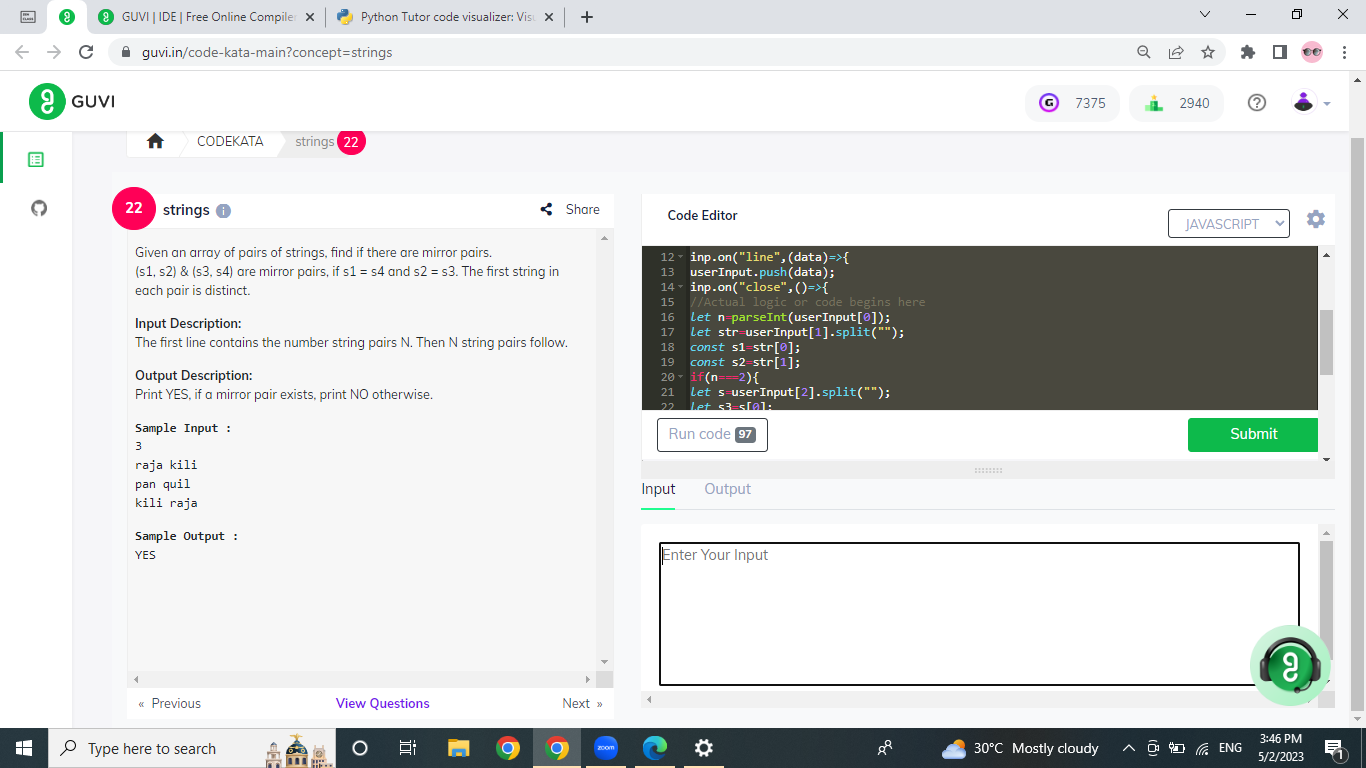 GUVI | IDE | Free Online Compiler
Python Tutor code visualizer: Visu
guvi.in/code-kata-main?concept=strings
GUVI
7375
2940
CODEKATA
strings 22
22
strings
Share
Given an array of pairs of strings, find if there are mirror pairs.
(s1, s2) & (s3, s4) are mirror pairs, if s1 = s4 and s2 = s3. The first string in
each pair is distinct.
Input Description:
The first line contains the number string pairs N. Then N string pairs follow.
Output Description:
Print YES, if a mirror pair exists, print NO otherwise.
Sample Input :
3
raja kili
pan quil
kili raja
Sample Output :
YES
« Previous
View Questions
Next »
Code Editor
JAVASCRIPT
12 inp.on("line",(data)=>{
13 userInput.push(data);
14 inp.on("close",()=>{
15 //Actual logic or code begins here
16 let n=parseInt(userInput[0]);
17 let str=userInput[1].split("");
18 const s1=str[0];
19 const s2=str[1];
20 if(n===2){
21 let s=userInput[2].split("");
22 let s3=s[0];
Run code 97
Submit
Input
Output
Enter Your Input
Type here to search
zoom
30°C Mostly cloudy
ENG
3:46 PM
5/2/2023
1